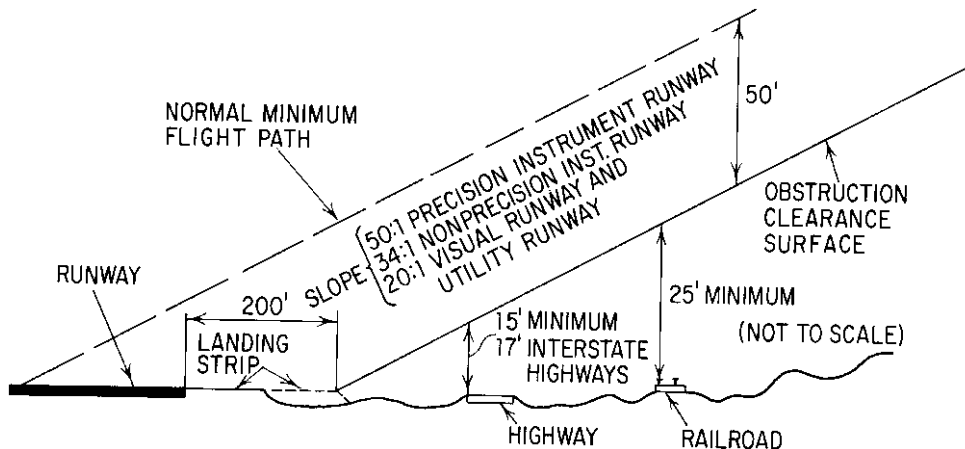 NORMAL MINIMUM
FLIGHT PATH
50'
SLOPE
50:1 PRECISION INSTRUMENT RUNWAY
34:1 NONPRECISION INST. RUNWAY
20:1 VISUAL RUNWAY AND
UTILITY RUNWAY
OBSTRUCTION
CLEARANCE
SURFACE
RUNWAY
200'
LANDING
STRIP
15' MINIMUM
17' INTERSTATE
HIGHWAYS
25' MINIMUM
(NOT TO SCALE)
HIGHWAY
RAILROAD